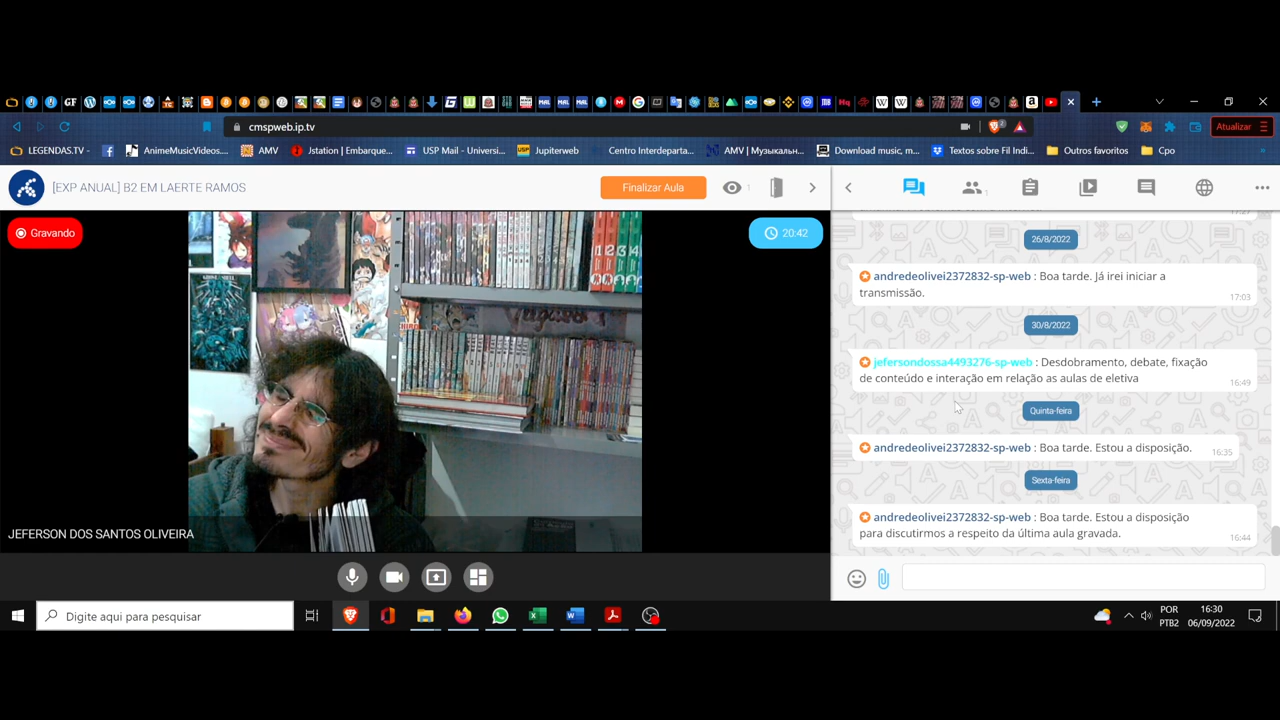 cmspweb.ip.tv
Atualizar
LEGENDAS.TV -
AnimeMusicVideos...
AMV
Jstation | Embarque...
USP Mail - Universi...
Jupiterweb
Centro Interdeparta...
AMV | Музыкальн...
Download music, m...
Textos sobre Fil Indi...
Outros favoritos
Cpo
[EXP ANUAL] B2 EM LAERTE RAMOS
Finalizar Aula
1
1
Gravando
20:42
JEFERSON DOS SANTOS OLIVEIRA
17:27
26/8/2022
andredeolivei2372832-sp-web : Boa tarde. Já irei iniciar a
transmissão.
17:03
30/8/2022
jefersondossa4493276-sp-web : Desdobramento, debate, fixação
de conteúdo e interação em relação as aulas de eletiva
16:49
Quinta-feira
andredeolivei2372832-sp-web : Boa tarde. Estou a disposição.
16:35
Sexta-feira
andredeolivei2372832-sp-web : Boa tarde. Estou a disposição
para discutirmos a respeito da última aula gravada.
16:44
Digite aqui para pesquisar
POR
PTB2
16:30
06/09/2022